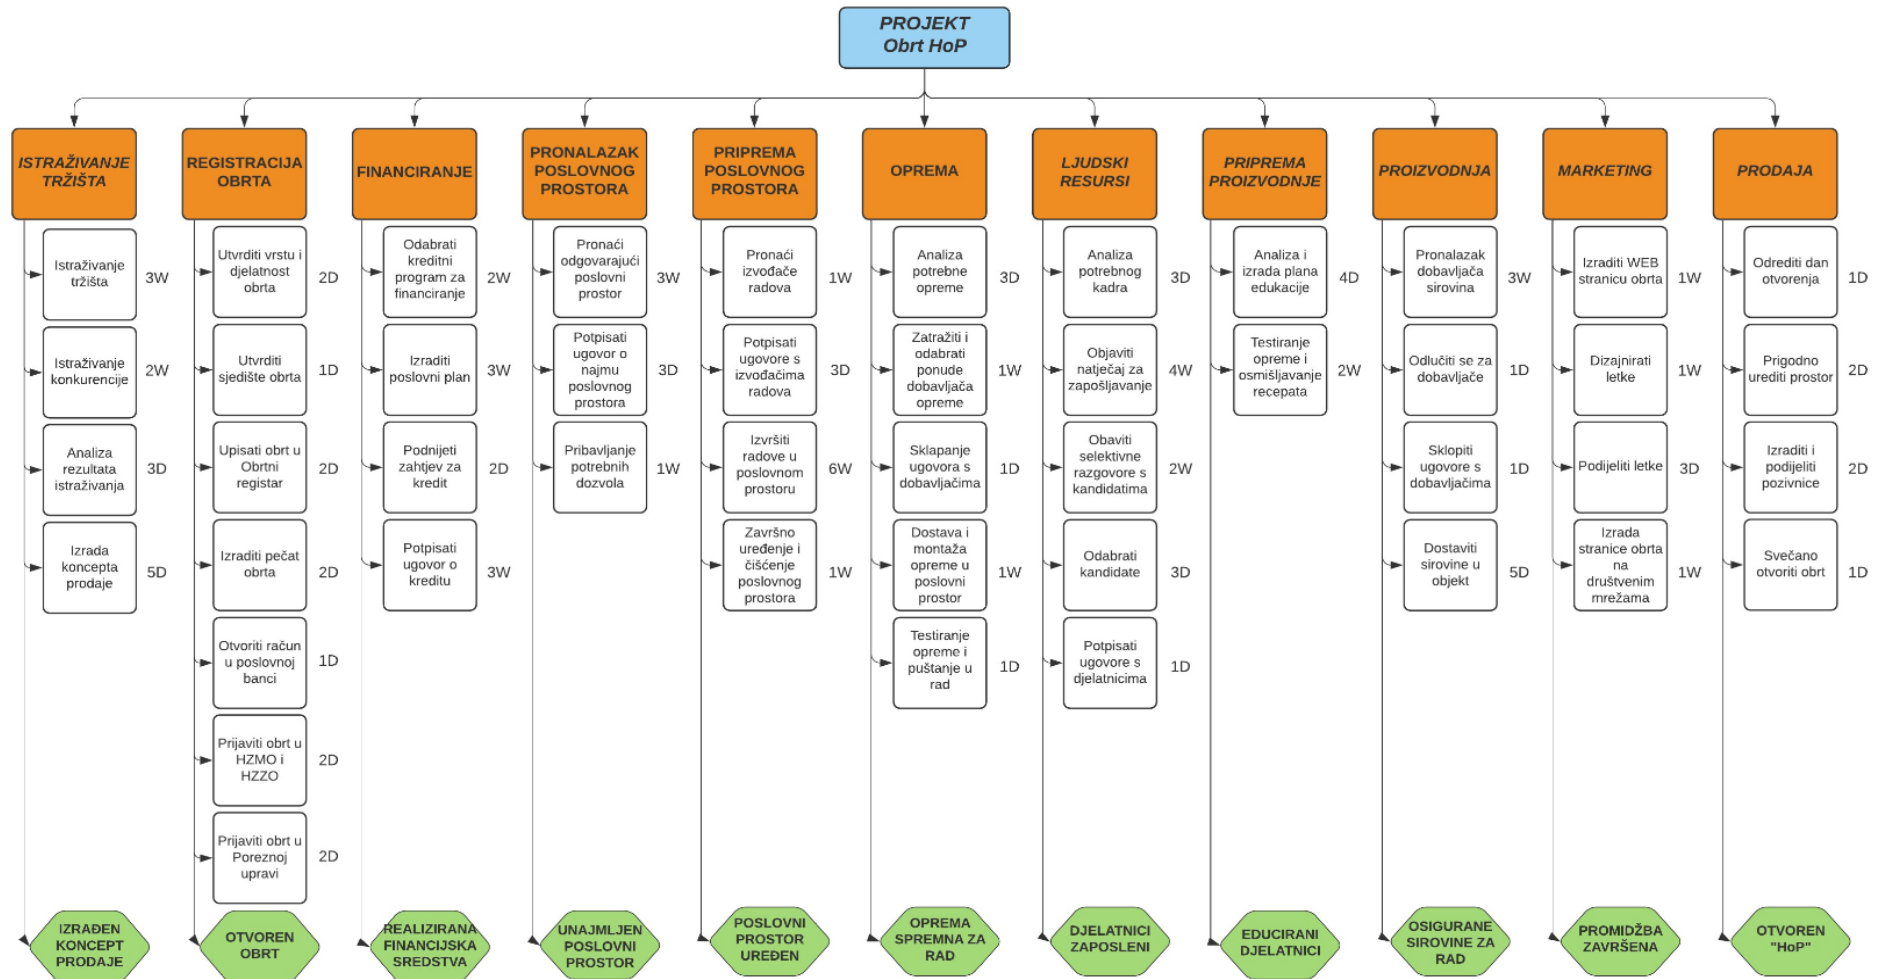 PROJEKT
Obrt HoP
ISTRAŽIVANJE
TRŽIŠTA
Istraživanje
tržišta
3W
Istraživanje
konkurencije
2W
Analiza
rezultata
istraživanja
3D
Izrada
koncepta
prodaje
5D
IZRAĐEN
KONCEPT
PRODAJE
REGISTRACIJA
OBRTA
Utvrditi vrstu i
djelatnost
obrta
2D
Utvrditi
sjedište obrta
1D
Upisati obrt u
Obrtni
registar
2D
Izraditi pečat
obrta
2D
Otvoriti račun
u poslovnoj
banci
1D
Prijaviti obrt u
HZMO i
HZZO
2D
Prijaviti obrt u
Poreznoj
upravi
2D
OTVOREN
OBRT
FINANCIRANJE
Odabrati
kreditni
program za
financiranje
2W
Izraditi
poslovni plan
3W
Podnijeti
zahtjev za
kredit
2D
Potpisati
ugovor o
kreditu
3W
REALIZIRANA
FINANCIJSKA
SREDSTVA
PRONALAZAK
POSLOVNOG
PROSTORA
Pronaći
odgovarajući
poslovni
prostor
3W
Potpisati
ugovor o
najmu
poslovnog
prostora
3D
Pribavljanje
potrebnih
dozvola
1W
UNAJMLJEN
POSLOVNI
PROSTOR
PRIPREMA
POSLOVNOG
PROSTORA
Pronaći
izvođače
radova
1W
Potpisati
ugovore s
izvođačima
radova
3D
Izvršiti
radove u
poslovnom
prostoru
6W
Završno
uređenje i
čišćenje
poslovnog
prostora
1W
POSLOVNI
PROSTOR
UREĐEN
OPREMA
Analiza
potrebne
opreme
3D
Zatražiti i
odabrati
ponude
dobavljača
opreme
1W
Sklapanje
ugovora s
dobavljačima
1D
Dostava i
montaža
opreme u
poslovni
prostor
1W
Testiranje
opreme i
puštanje u
rad
1D
OPREMA
SPREMNA ZA
RAD
LJUDSKI
RESURSI
Analiza
potrebnog
kadra
3D
Objaviti
natječaj za
zapošljavanje
4W
Obaviti
selektivne
razgovore s
kandidatima
2W
Odabrati
kandidate
3D
Potpisati
ugovore s
djelatnicima
1D
DJELATNICI
ZAPOSLENI
PRIPREMA
PROIZVODNJE
Analiza i
izrada plana
edukacije
4D
Testiranje
opreme i
osmišljavanje
recepata
2W
EDUCIRANI
DJELATNICI
PROIZVODNJA
Pronalazak
dobavljača
sirovina
3W
Odlučiti se za
dobavljače
1D
Sklopiti
ugovore s
dobavljačima
1D
Dostaviti
sirovine u
objekt
5D
OSIGURANE
SIROVINE ZA
RAD
MARKETING
Izraditi WEB
stranicu obrta
1W
Dizajnirati
letke
1W
Podijeliti letke
3D
Izrada
stranice obrta
na
društvenim
mrežama
1W
PROMIDŽBA
ZAVRŠENA
PRODAJA
Odrediti dan
otvorenja
1D
Prigodno
urediti prostor
2D
Izraditi i
podijeliti
pozivnice
2D
Svečano
otvoriti obrt
1D
OTVOREN
"HoP"